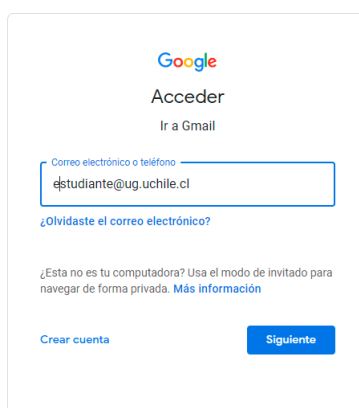 Google
Acceder
Ir a Gmail
Correo electrónico o teléfono
estudiante@ug.uchile.cl
¿Olvidaste el correo electrónico?
¿Esta no es tu computadora? Usa el modo de invitado para
navegar de forma privada. Más información
Crear cuenta
Siguiente